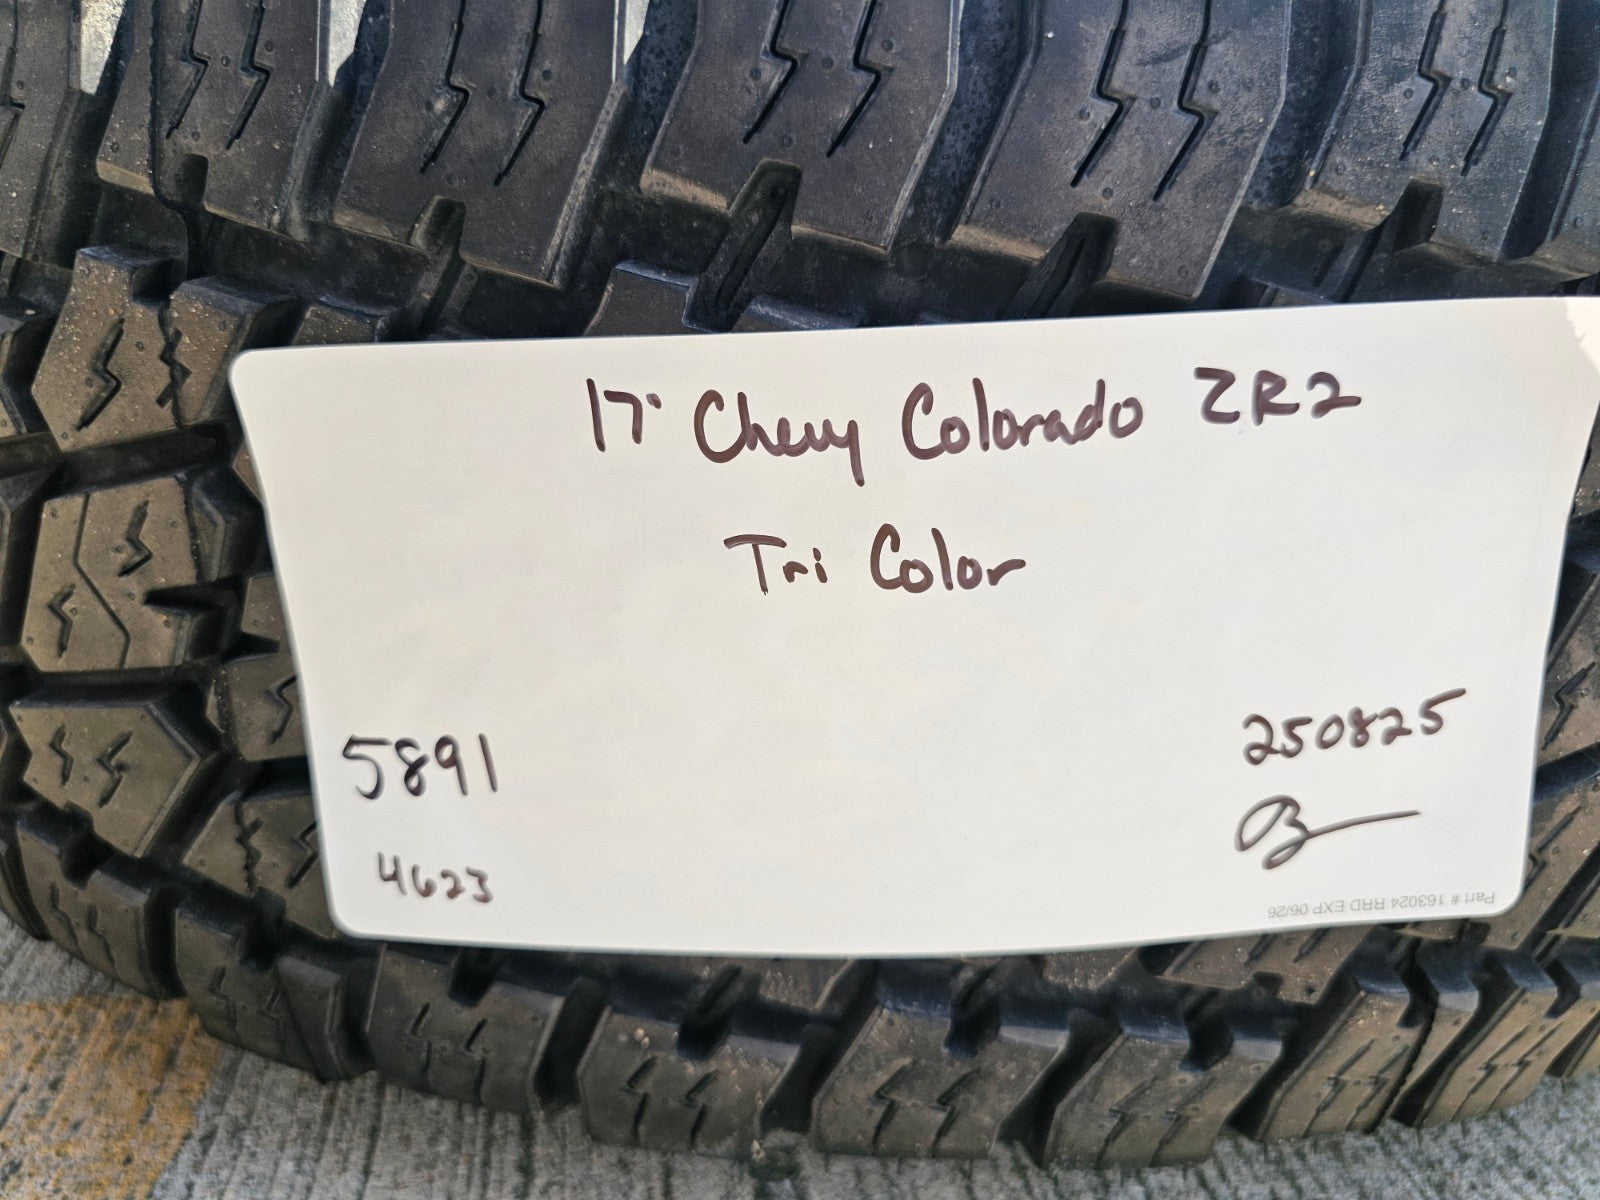 17" Chevy Colorado ZR2
Tri Color
5891
250825
4623
Part # 163024 RRD EXP 06/26